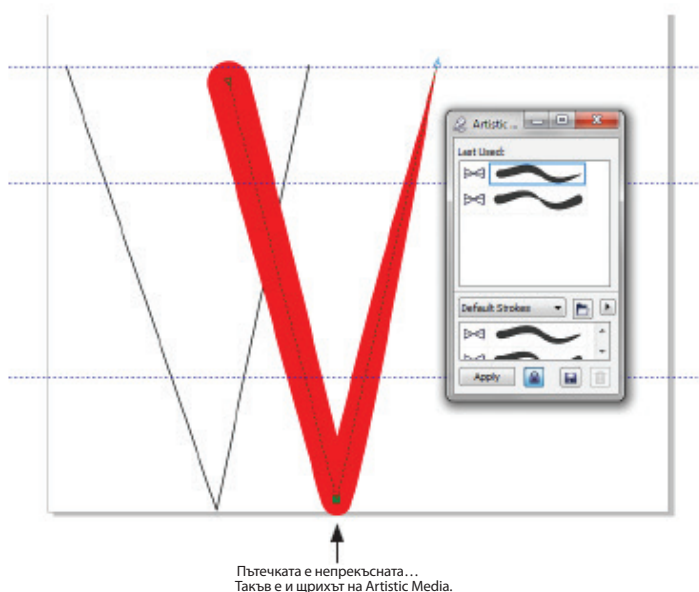 Artistic ...
Last Used:
Default Strokes
Apply
Пътечката е непрекъсната...
Такъв е и щрихът на Artistic Media.